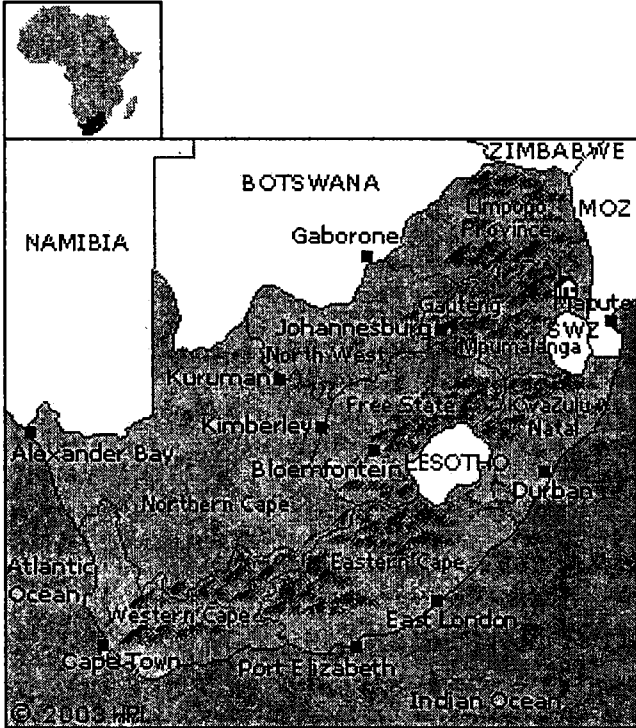 ZIMBABWE
BOTSWANA
Limpopo
Province
MOZ
NAMIBIA
Gaborone
Gauteng
Maputo
Johannesburg
SWZ
North West
Mpumalanga
Kuruman
Free State
KwaZulu
Natal
Kimberley
Alexander Bay
Bloemfontein
LESOTHO
Durban
Northern Cape
Atlantic
Ocean
Eastern Cape
Western Cape
East London
Cape Town
Port Elizabeth
Indian Ocean
©